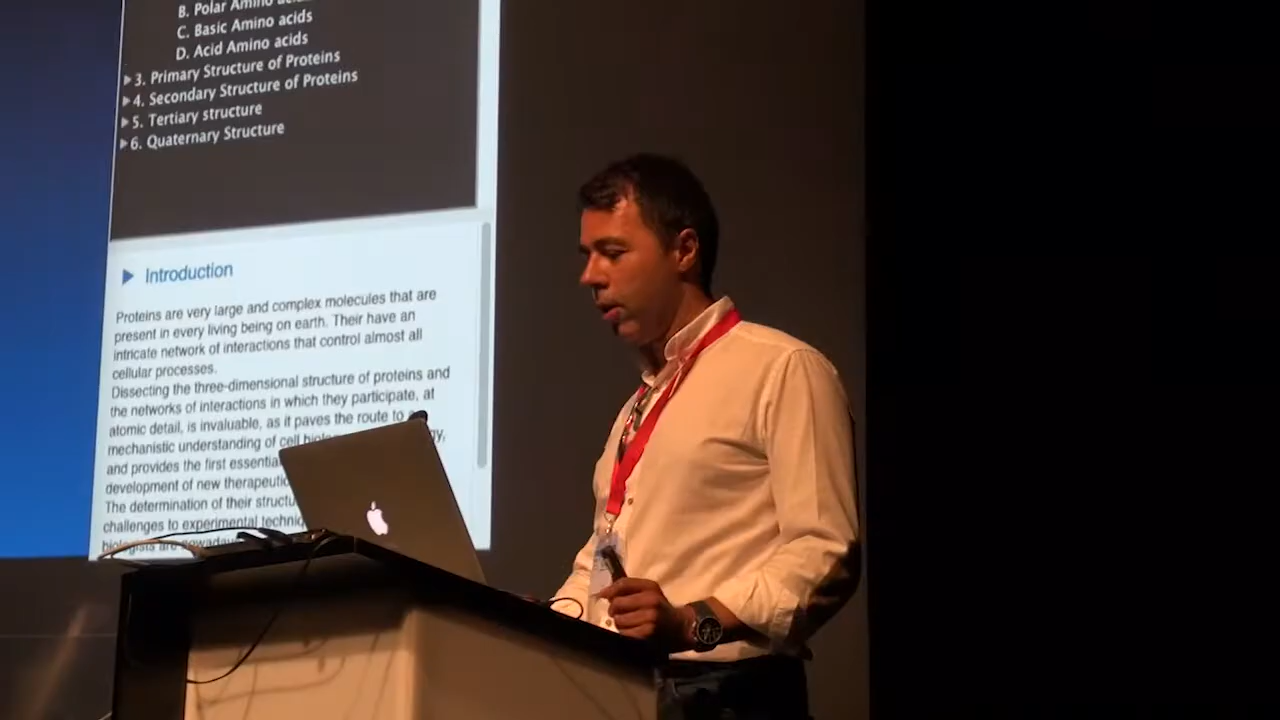 B. Polar Amino
C. Basic Amino acids
D. Acid Amino acids
3. Primary Structure of Proteins
4. Secondary Structure of Proteins
5. Tertiary structure
6. Quaternary Structure
Introduction
Proteins are very large and complex molecules that are
present in every living being on earth. Their have an
intricate network of interactions that control almost all
cellular processes.
Dissecting the three-dimensional structure of proteins and
the networks of interactions in which they participate, at
atomic detail, is invaluable, as it paves the route to
mechanistic understanding of cell
and provides the first essential
development of new
The determination of their
challenges to experimental